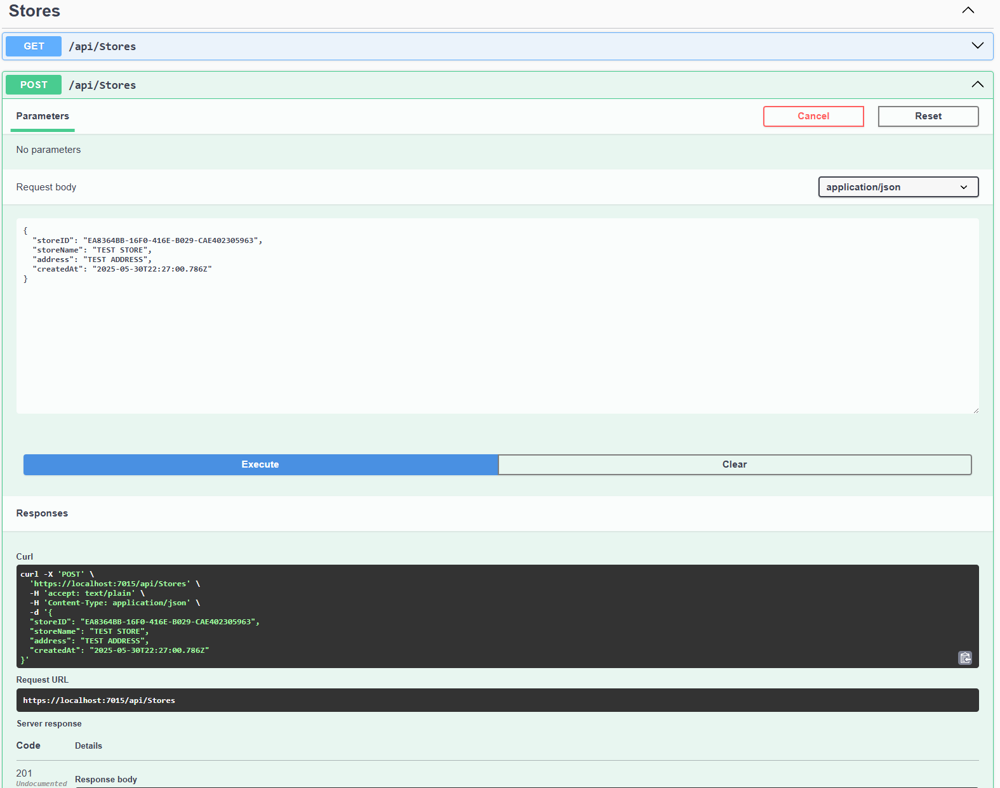 Stores
GET /api/Stores
POST /api/Stores
Parameters
Cancel
Reset
No parameters
Request body
application/json
{
  "storeID": "EA8364BB-16F0-416E-B029-CAE402305963",
  "storeName": "TEST STORE",
  "address": "TEST ADDRESS",
  "createdAt": "2025-05-30T22:27:00.786Z"
}
Execute
Clear
Responses
Curl
curl -X 'POST' \
  'https://localhost:7015/api/Stores' \
  -H 'accept: text/plain' \
  -H 'Content-Type: application/json' \
  -d '{
  "storeID": "EA8364BB-16F0-416E-B029-CAE402305963",
  "storeName": "TEST STORE",
  "address": "TEST ADDRESS",
  "createdAt": "2025-05-30T22:27:00.786Z"
}'
Request URL
https://localhost:7015/api/Stores
Server response
Code Details
201
Undocumented
Response body